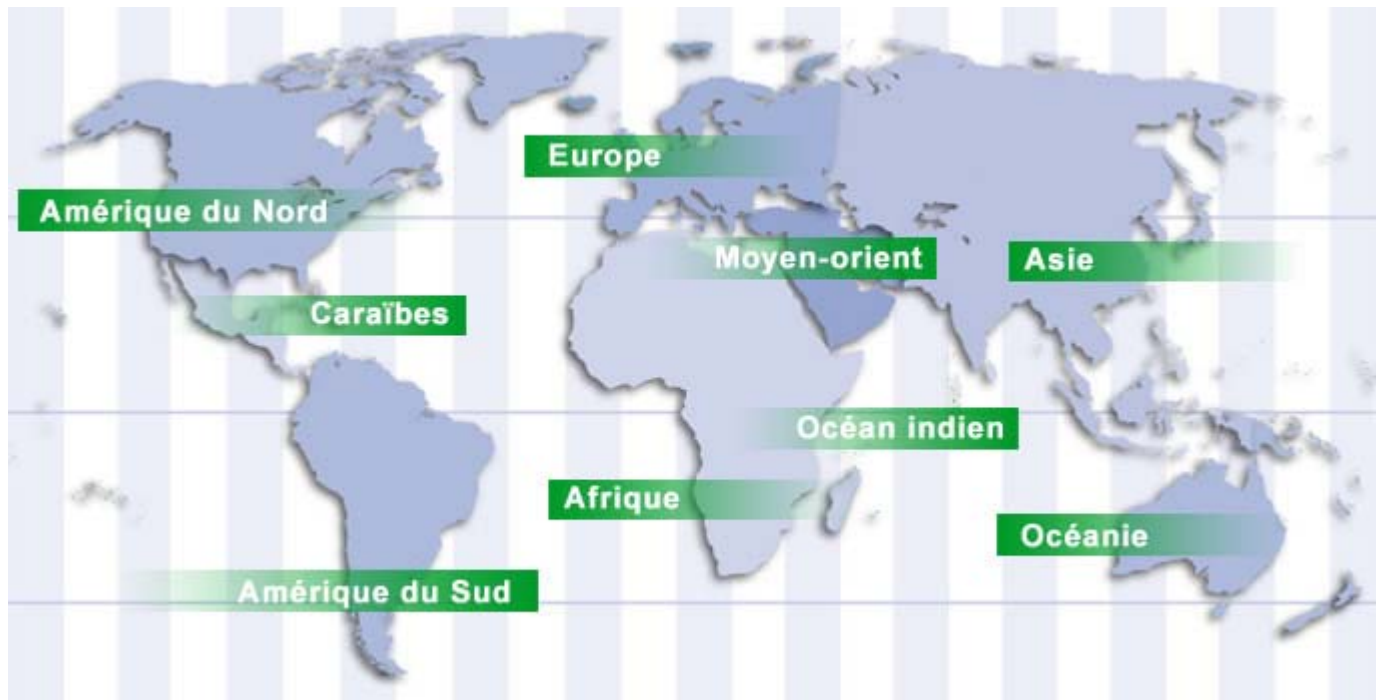 Europe
Amérique du Nord
Moyen-orient
Asie
Caraïbes
Océan indien
Afrique
Océanie
Amérique du Sud